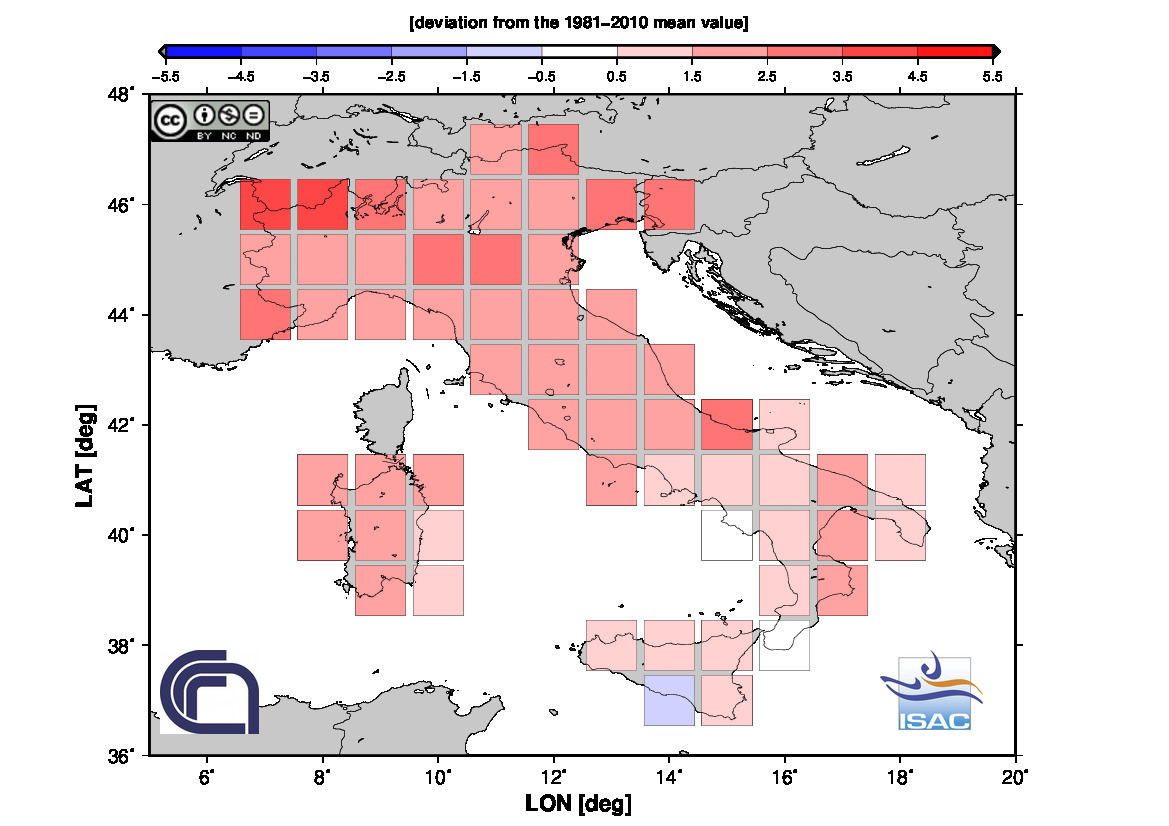 [deviation from the 1981–2010 mean value]
−5.5 −4.5 −3.5 −2.5 −1.5 −0.5 0.5 1.5 2.5 3.5 4.5 5.5
48°
46°
44°
42°
40°
38°
36°
LAT [deg]
cc
BY NC ND
ISAC
6° 8° 10° 12° 14° 16° 18° 20°
LON [deg]